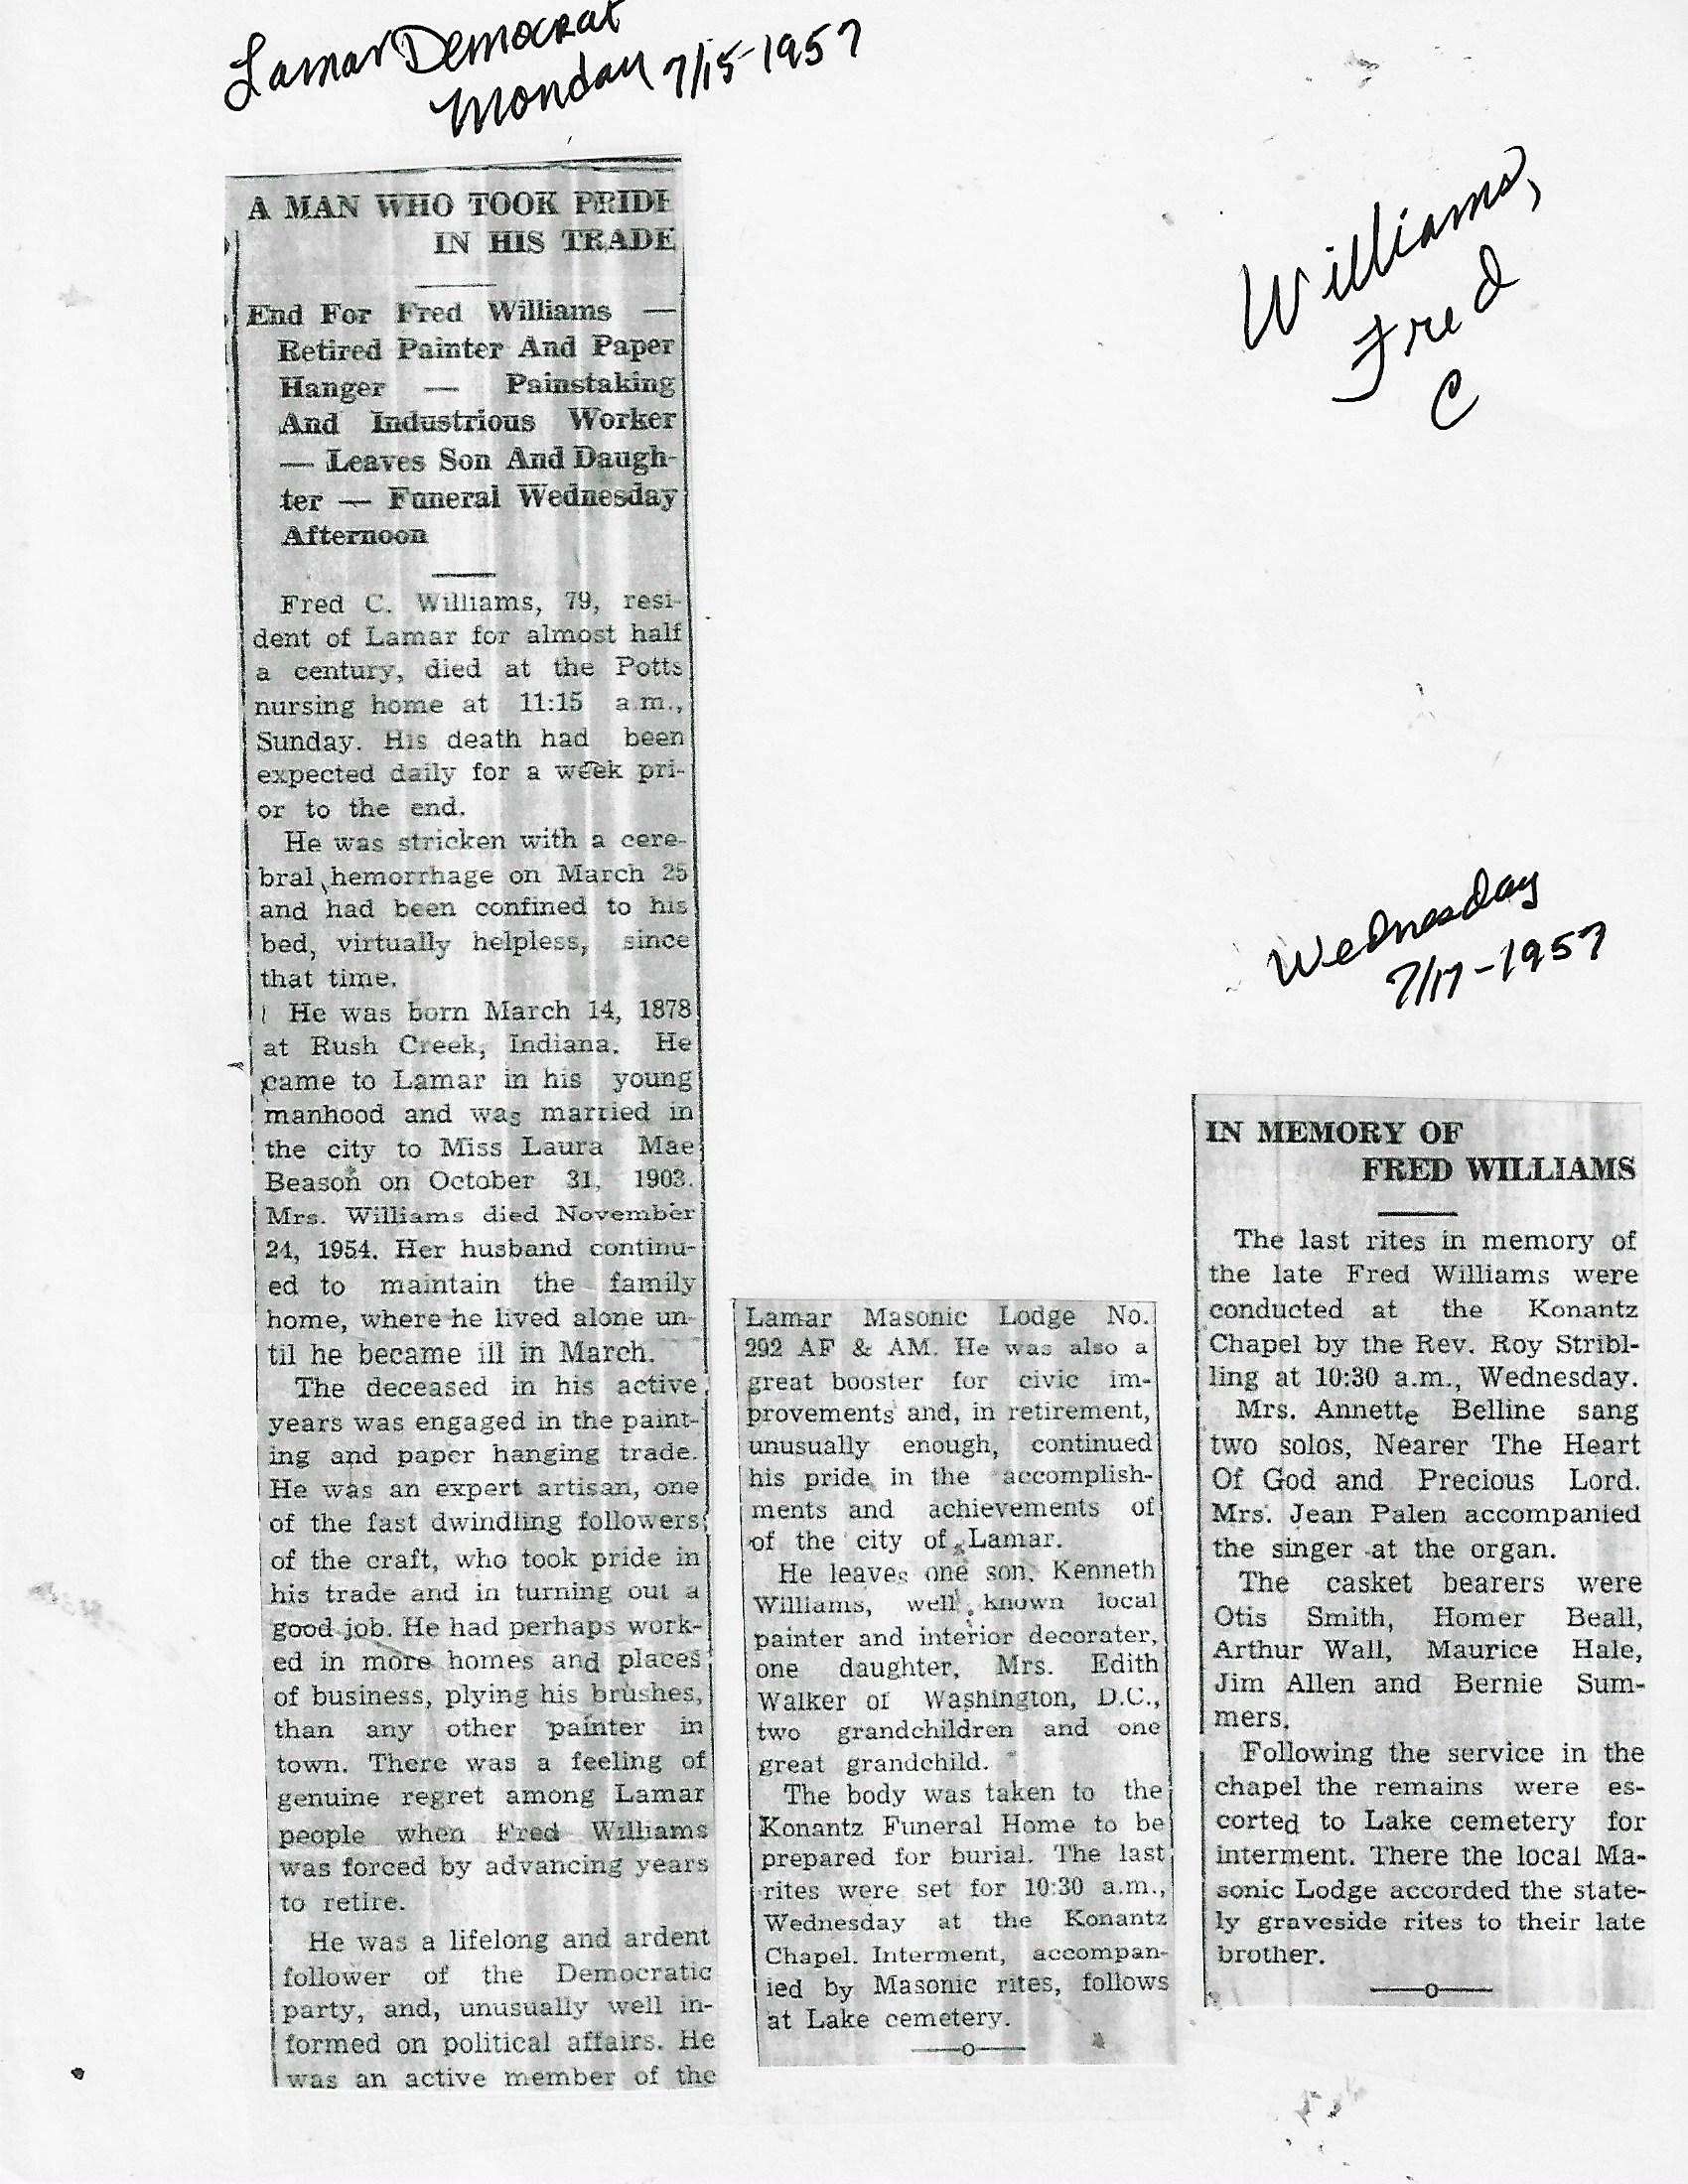 Lamar Democrat
Monday 7/15-1957
A MAN WHO TOOK PRIDE
IN HIS TRADE
End For Fred Williams —
Retired Painter And Paper
Hanger — Painstaking
And Industrious Worker
— Leaves Son And Daugh-
ter — Funeral Wednesday
Afternoon
Fred C. Williams, 79, resi-
dent of Lamar for almost half
a century, died at the Potts
nursing home at 11:15 a.m.,
Sunday. His death had been
expected daily for a week pri-
or to the end.
He was stricken with a cere-
bral hemorrhage on March 25
and had been confined to his
bed, virtually helpless, since
that time.
He was born March 14, 1878
at Rush Creek, Indiana. He
came to Lamar in his young
manhood and was married in
the city to Miss Laura Mae
Beason on October 31, 1903.
Mrs. Williams died November
24, 1954. Her husband continu-
ed to maintain the family
home, where he lived alone un-
til he became ill in March.
The deceased in his active
years was engaged in the paint-
ing and paper hanging trade.
He was an expert artisan, one
of the fast dwindling followers
of the craft, who took pride in
his trade and in turning out a
good job. He had perhaps work-
ed in more homes and places
of business, plying his brushes,
than any other painter in
town. There was a feeling of
genuine regret among Lamar
people when Fred Williams
was forced by advancing years
to retire.
He was a lifelong and ardent
follower of the Democratic
party, and, unusually well in-
formed on political affairs. He
was an active member of the
Lamar Masonic Lodge No.
292 AF & AM. He was also a
great booster for civic im-
provements and, in retirement,
unusually enough, continued
his pride in the accomplish-
ments and achievements of
of the city of Lamar.
He leaves one son, Kenneth
Williams, well known local
painter and interior decorater,
one daughter, Mrs. Edith
Walker of Washington, D.C.,
two grandchildren and one
great grandchild.
The body was taken to the
Konantz Funeral Home to be
prepared for burial. The last
rites were set for 10:30 a.m.,
Wednesday at the Konantz
Chapel. Interment, accompan-
ied by Masonic rites, follows
at Lake cemetery.
—o—
Williams,
Fred
C
Wednesday
7/17-1957
IN MEMORY OF
FRED WILLIAMS
The last rites in memory of
the late Fred Williams were
conducted at the Konantz
Chapel by the Rev. Roy Stribl-
ling at 10:30 a.m., Wednesday.
Mrs. Annette Belline sang
two solos, Nearer The Heart
Of God and Precious Lord.
Mrs. Jean Palen accompanied
the singer at the organ.
The casket bearers were
Otis Smith, Homer Beall,
Arthur Wall, Maurice Hale,
Jim Allen and Bernie Sum-
mers.
Following the service in the
chapel the remains were es-
corted to Lake cemetery for
interment. There the local Ma-
sonic Lodge accorded the state-
ly graveside rites to their late
brother.
—o—